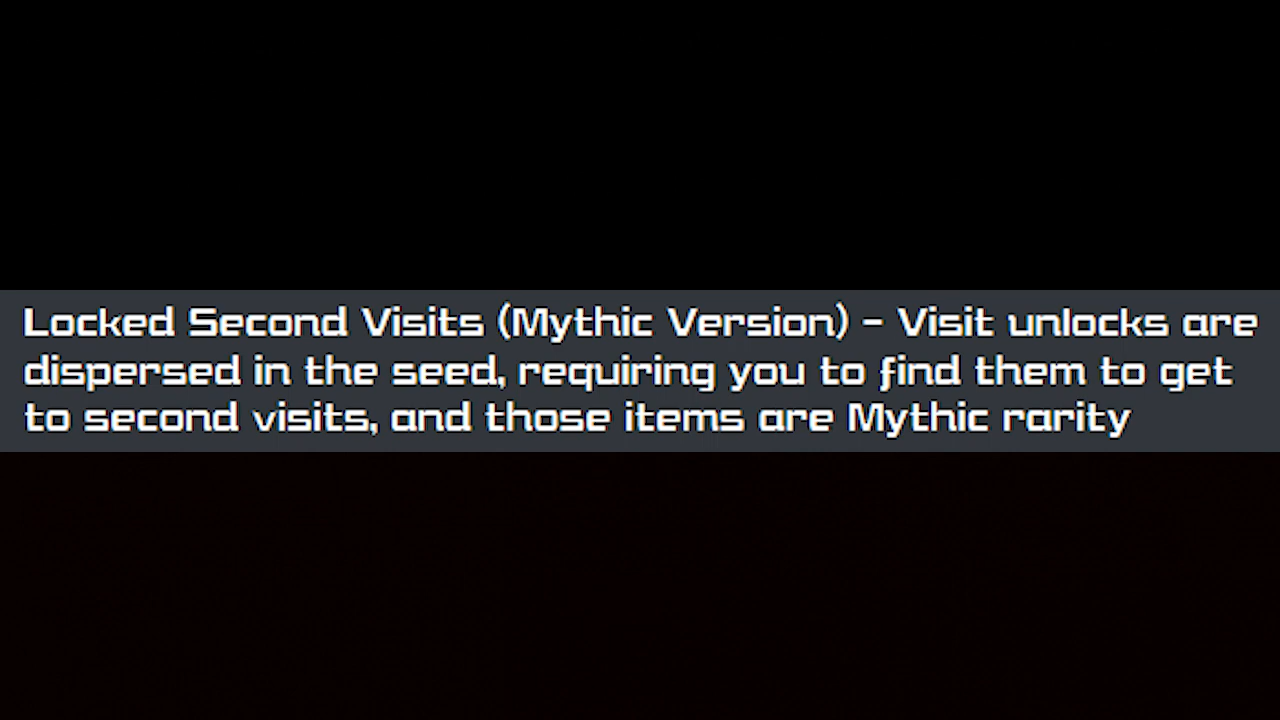 Locked Second Visits (Mythic Version) - Visit unlocks are
dispersed in the seed, requiring you to find them to get
to second visits, and those items are Mythic rarity